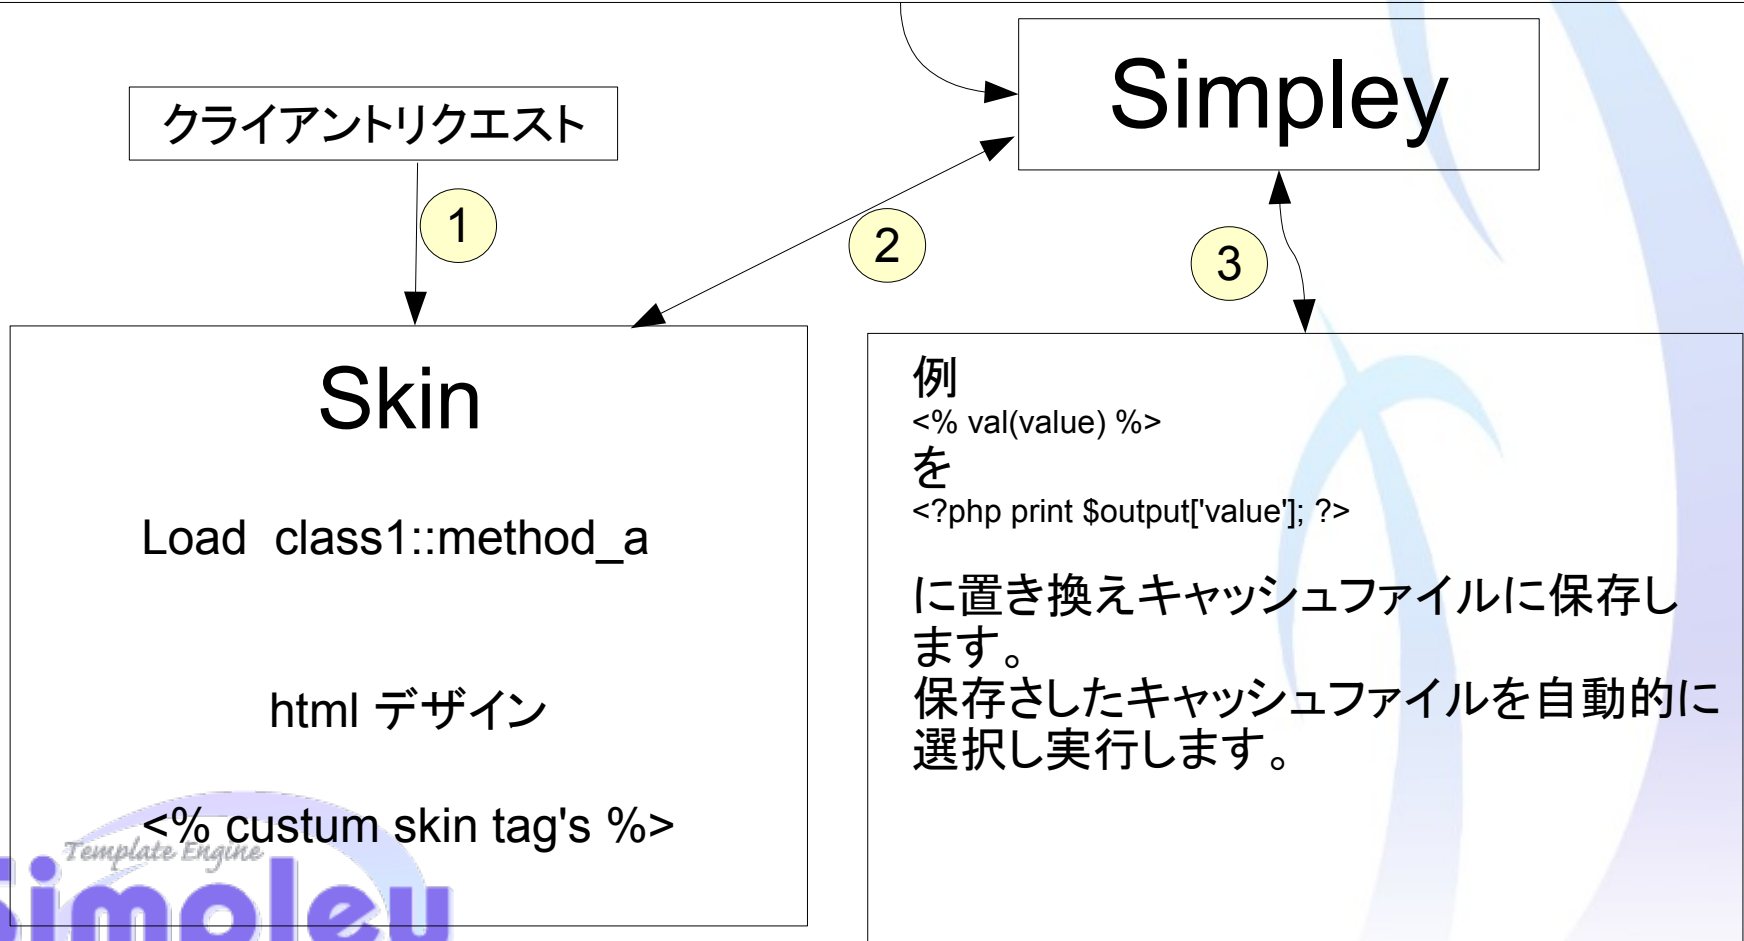 クライアントリクエスト
Simpley
1
2
3
Skin
Load class1::method_a
html デザイン
<% custum skin tag's %>
例
<% val(value) %>
を
<?php print $output['value']; ?>
に置き換えキャッシュファイルに保存し
ます。
保存さしたキャッシュファイルを自動的に
選択し実行します。
Template Engine
Simpley